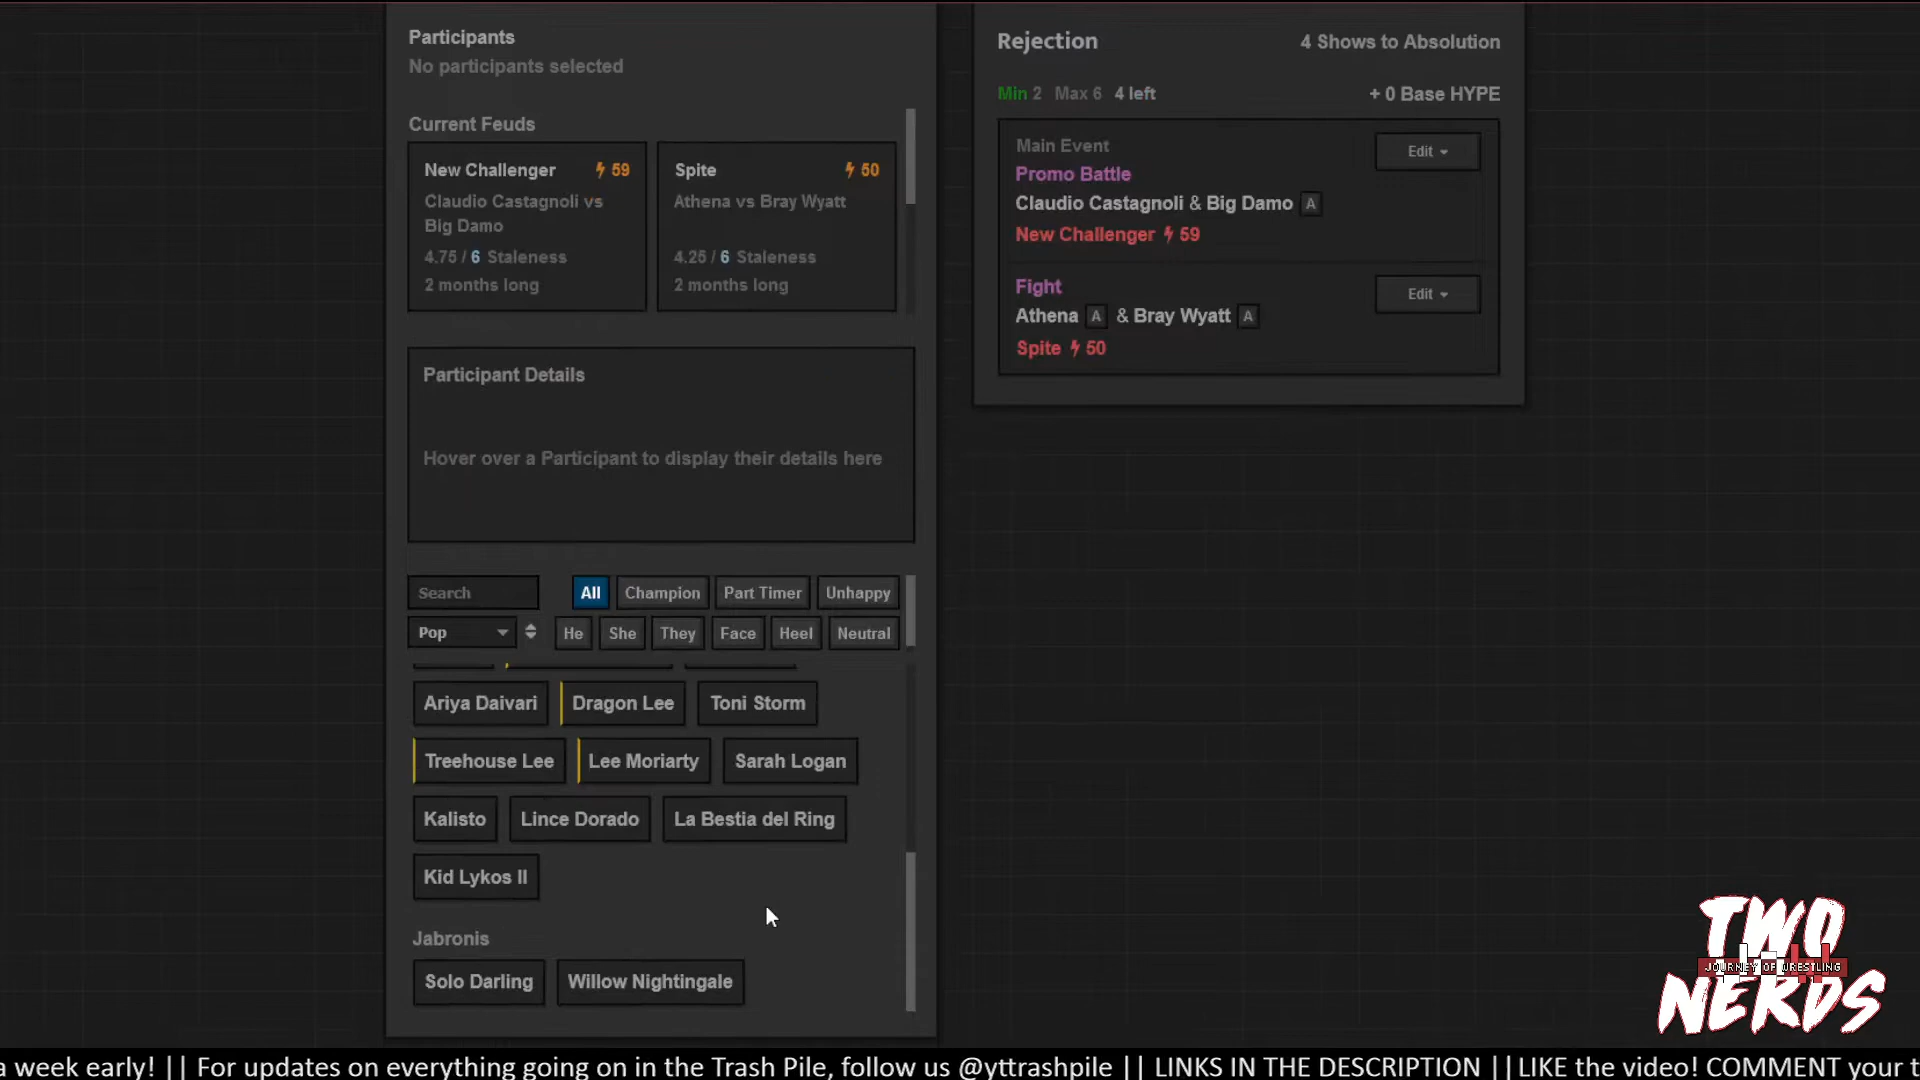 Participants
No participants selected
Current Feuds
New Challenger 59
Claudio Castagnoli vs
Big Damo
4.75 / 6 Staleness
2 months long
Spite 50
Athena vs Bray Wyatt
4.25 / 6 Staleness
2 months long
Participant Details
Hover over a Participant to display their details here
Search All Champion Part Timer Unhappy
Pop He She They Face Heel Neutral
Ariya Daivari Dragon Lee Toni Storm
Treehouse Lee Lee Moriarty Sarah Logan
Kalisto Lince Dorado La Bestia del Ring
Kid Lykos II
Jabronis
Solo Darling Willow Nightingale
Rejection 4 Shows to Absolution
Min 2 Max 6 4 left + 0 Base HYPE
Main Event Edit
Promo Battle
Claudio Castagnoli & Big Damo A
New Challenger 59
Fight Edit
Athena A & Bray Wyatt A
Spite 50
TWO
JOURNEY OF WRESTLING
NERDS
a week early! || For updates on everything going on in the Trash Pile, follow us @yttrashpile || LINKS IN THE DESCRIPTION || LIKE the video! COMMENT your t